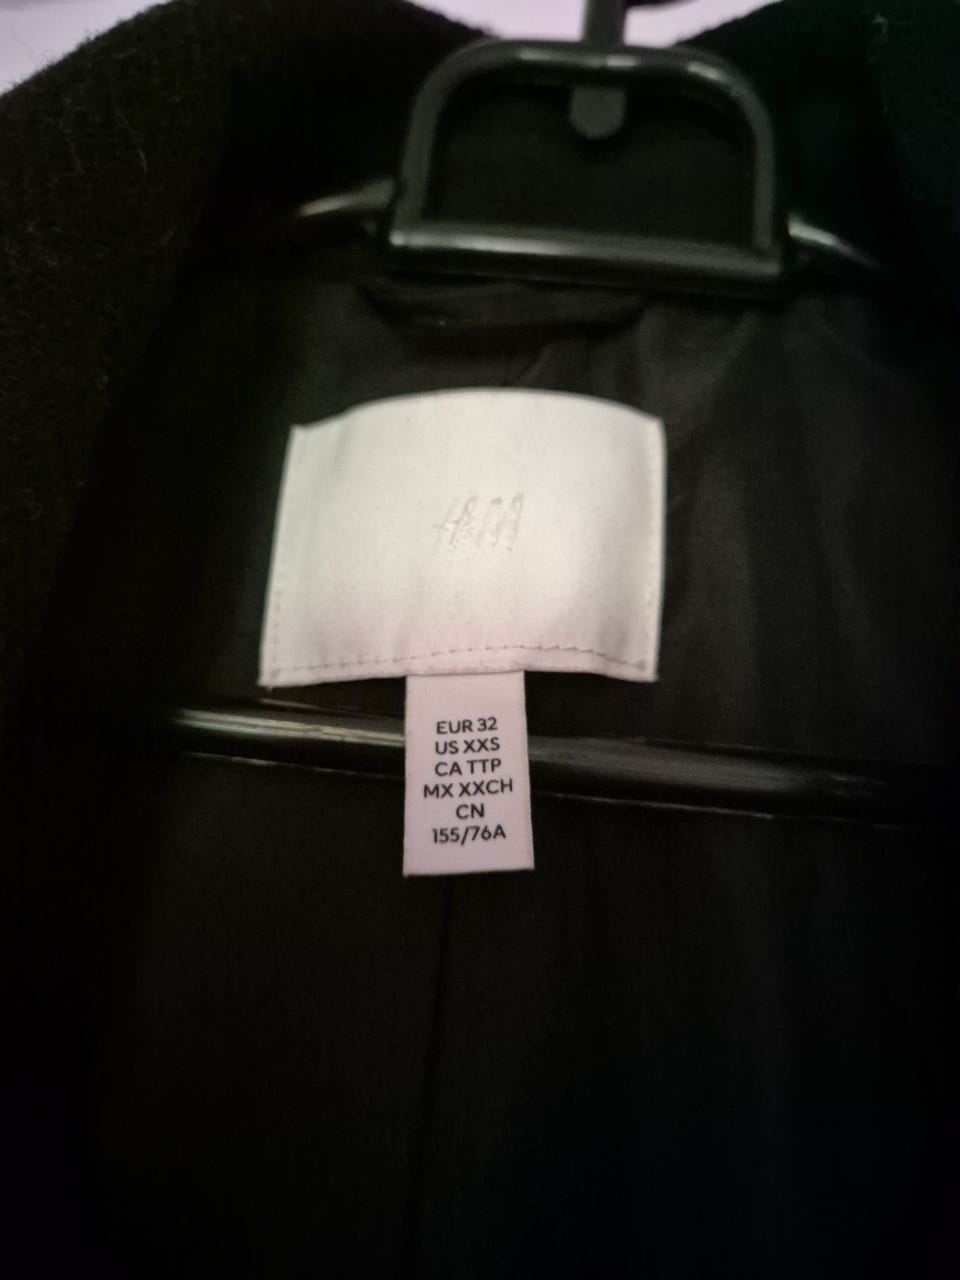 H&M
EUR 32
US XXS
CA TTP
MX XXCH
CN
155/76A